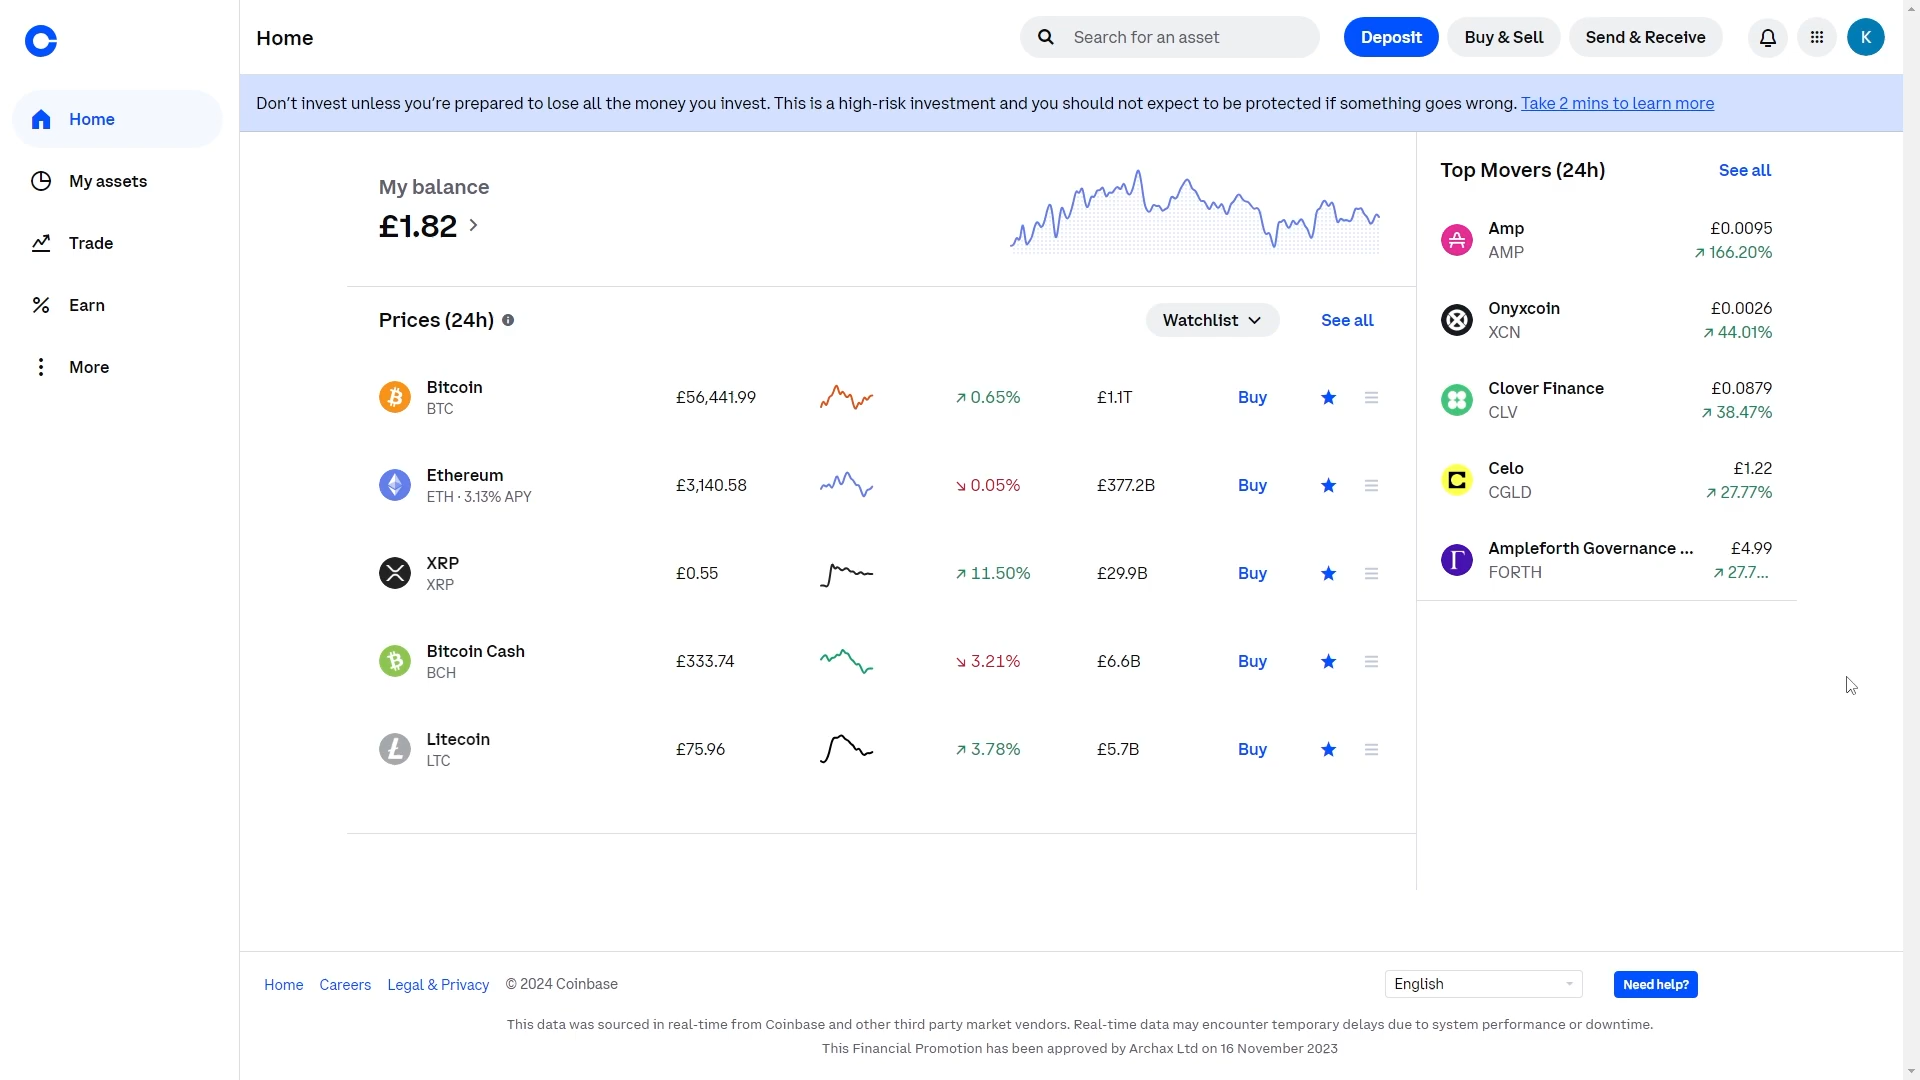 Home
Search for an asset
Deposit
Buy & Sell
Send & Receive
K
Don’t invest unless you’re prepared to lose all the money you invest. This is a high-risk investment and you should not expect to be protected if something goes wrong. Take 2 mins to learn more
Home
My assets
Trade
Earn
More
My balance
£1.82
Prices (24h)
Watchlist
See all
Bitcoin
BTC
£56,441.99
0.65%
£1.1T
Buy
Ethereum
ETH · 3.13% APY
£3,140.58
0.05%
£377.2B
Buy
XRP
XRP
£0.55
11.50%
£29.9B
Buy
Bitcoin Cash
BCH
£333.74
3.21%
£6.6B
Buy
Litecoin
LTC
£75.96
3.78%
£5.7B
Buy
Top Movers (24h)
See all
Amp
£0.0095
AMP
166.20%
Onyxcoin
£0.0026
XCN
44.01%
Clover Finance
£0.0879
CLV
38.47%
Celo
£1.22
CGLD
27.77%
Ampleforth Governance ...
£4.99
FORTH
27.7...
Home
Careers
Legal & Privacy
© 2024 Coinbase
English
Need help?
This data was sourced in real-time from Coinbase and other third party market vendors. Real-time data may encounter temporary delays due to system performance or downtime.
This Financial Promotion has been approved by Archax Ltd on 16 November 2023